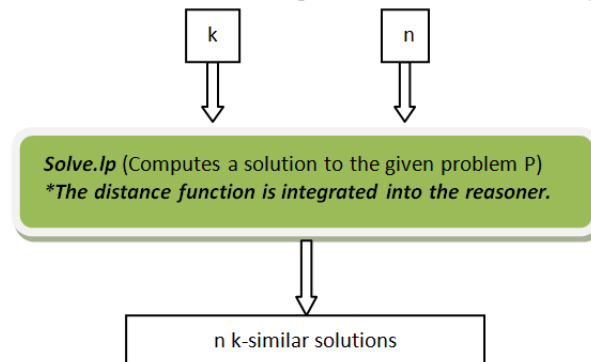 k
n
Solve.lp (Computes a solution to the given problem P)
*The distance function is integrated into the reasoner.
n k-similar solutions